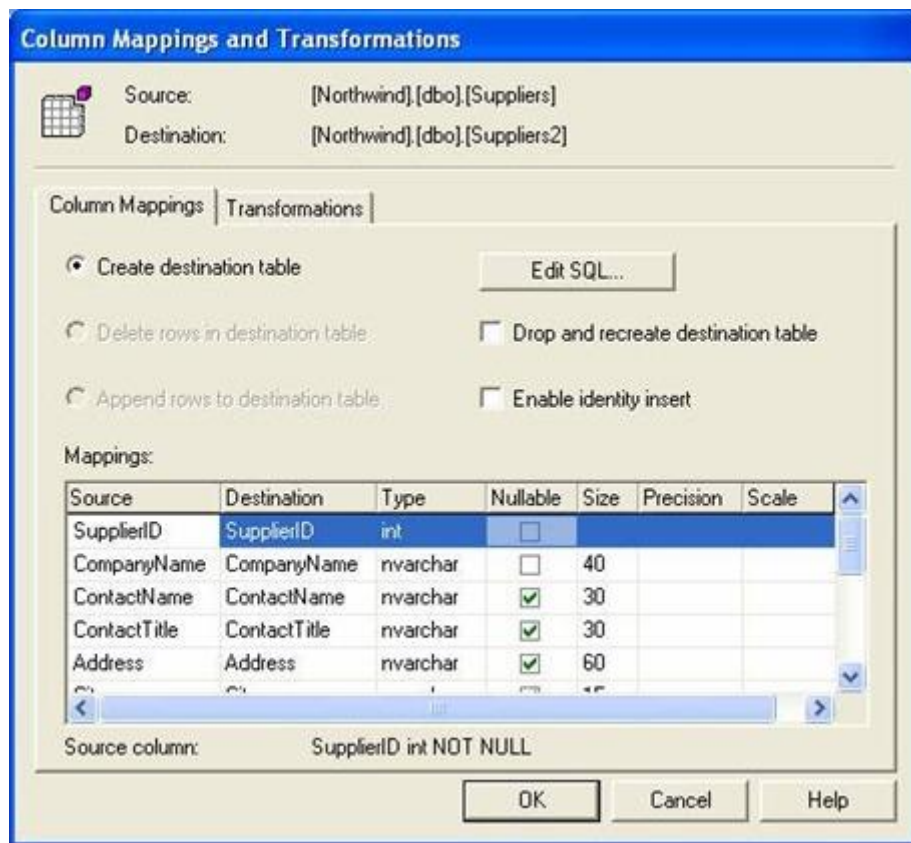 Column Mappings and Transformations
Source: [Northwind].[dbo].[Suppliers]
Destination: [Northwind].[dbo].[Suppliers2]
Column Mappings Transformations
Create destination table Edit SQL...
Delete rows in destination table Drop and recreate destination table
Append rows to destination table Enable identity insert
Mappings:
Source Destination Type Nullable Size Precision Scale
SupplierID SupplierID int
CompanyName CompanyName nvarchar 40
ContactName ContactName nvarchar 30
ContactTitle ContactTitle nvarchar 30
Address Address nvarchar 60
Source column: SupplierID int NOT NULL
OK Cancel Help